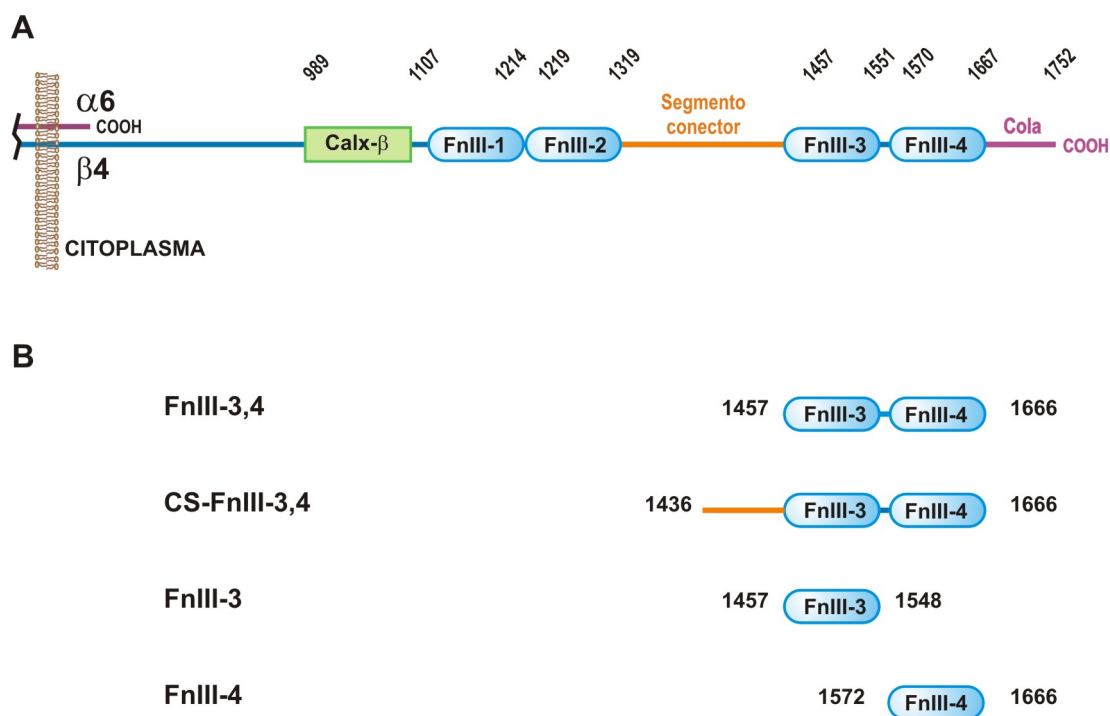 A
989 1107 1214 1219 1319 1457 1551 1570 1667 1752
α6
COOH
Segmento
conector
Cola
Calx-β FnIII-1 FnIII-2 FnIII-3 FnIII-4 COOH
β4
CITOPLASMA
B
FnIII-3,4 1457 FnIII-3 FnIII-4 1666
CS-FnIII-3,4 1436 FnIII-3 FnIII-4 1666
FnIII-3 1457 FnIII-3 1548
FnIII-4 1572 FnIII-4 1666